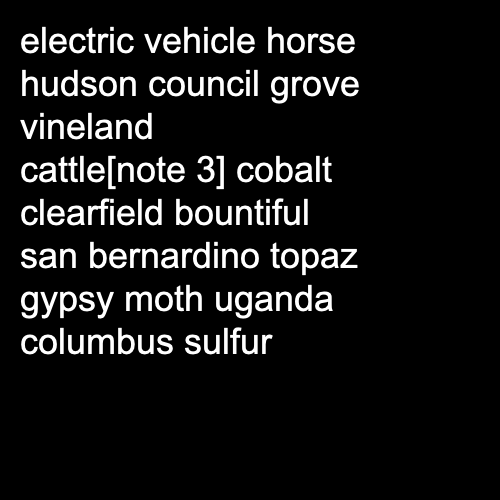 electric vehicle horse
hudson council grove
vineland
cattle[note 3] cobalt
clearfield bountiful
san bernardino topaz
gypsy moth uganda
columbus sulfur